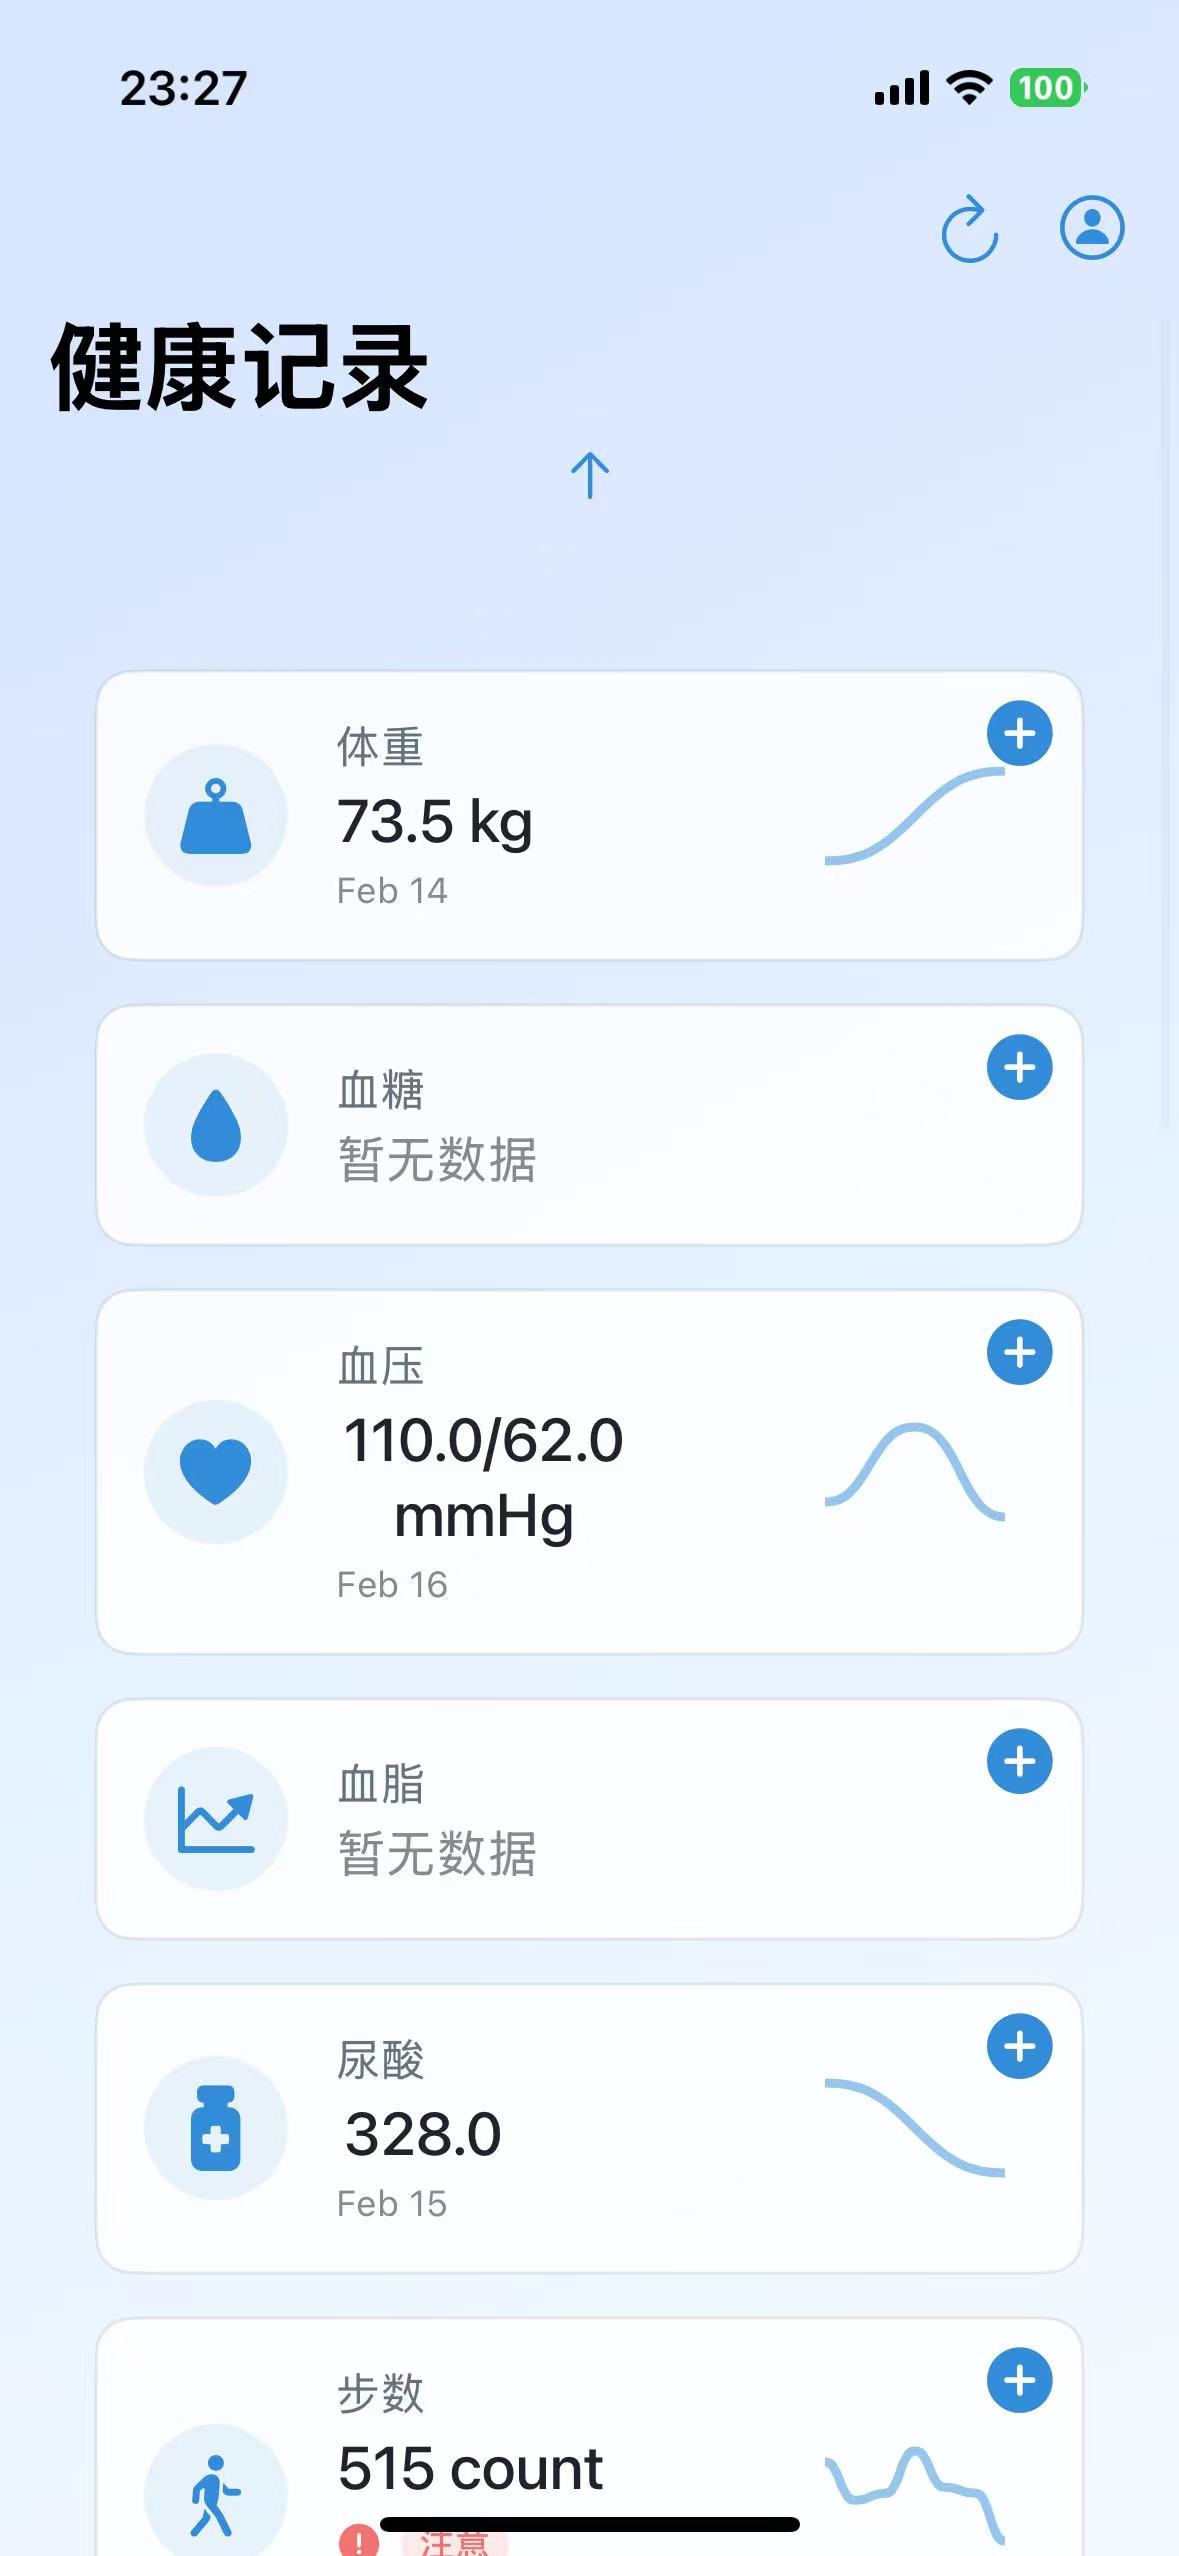 23:27
100
健康记录
体重
73.5 kg
Feb 14
血糖
暂无数据
血压
110.0/62.0
mmHg
Feb 16
血脂
暂无数据
尿酸
328.0
Feb 15
步数
515 count
注意